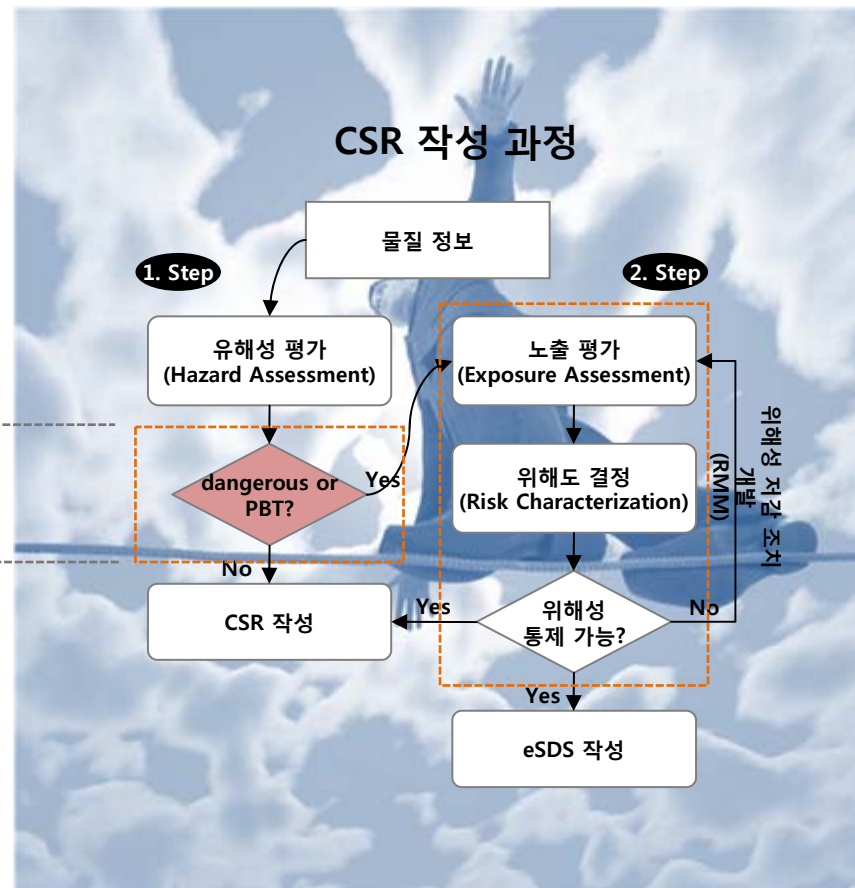 CSR 작성 과정
물질 정보
1. Step
2. Step
유해성 평가
(Hazard Assessment)
노출 평가
(Exposure Assessment)
dangerous or
PBT?
Yes
위해도 결정
(Risk Characterization)
위해성 저감 조치
개발
(RMM)
No
CSR 작성
Yes
위해성
통제 가능?
No
Yes
eSDS 작성